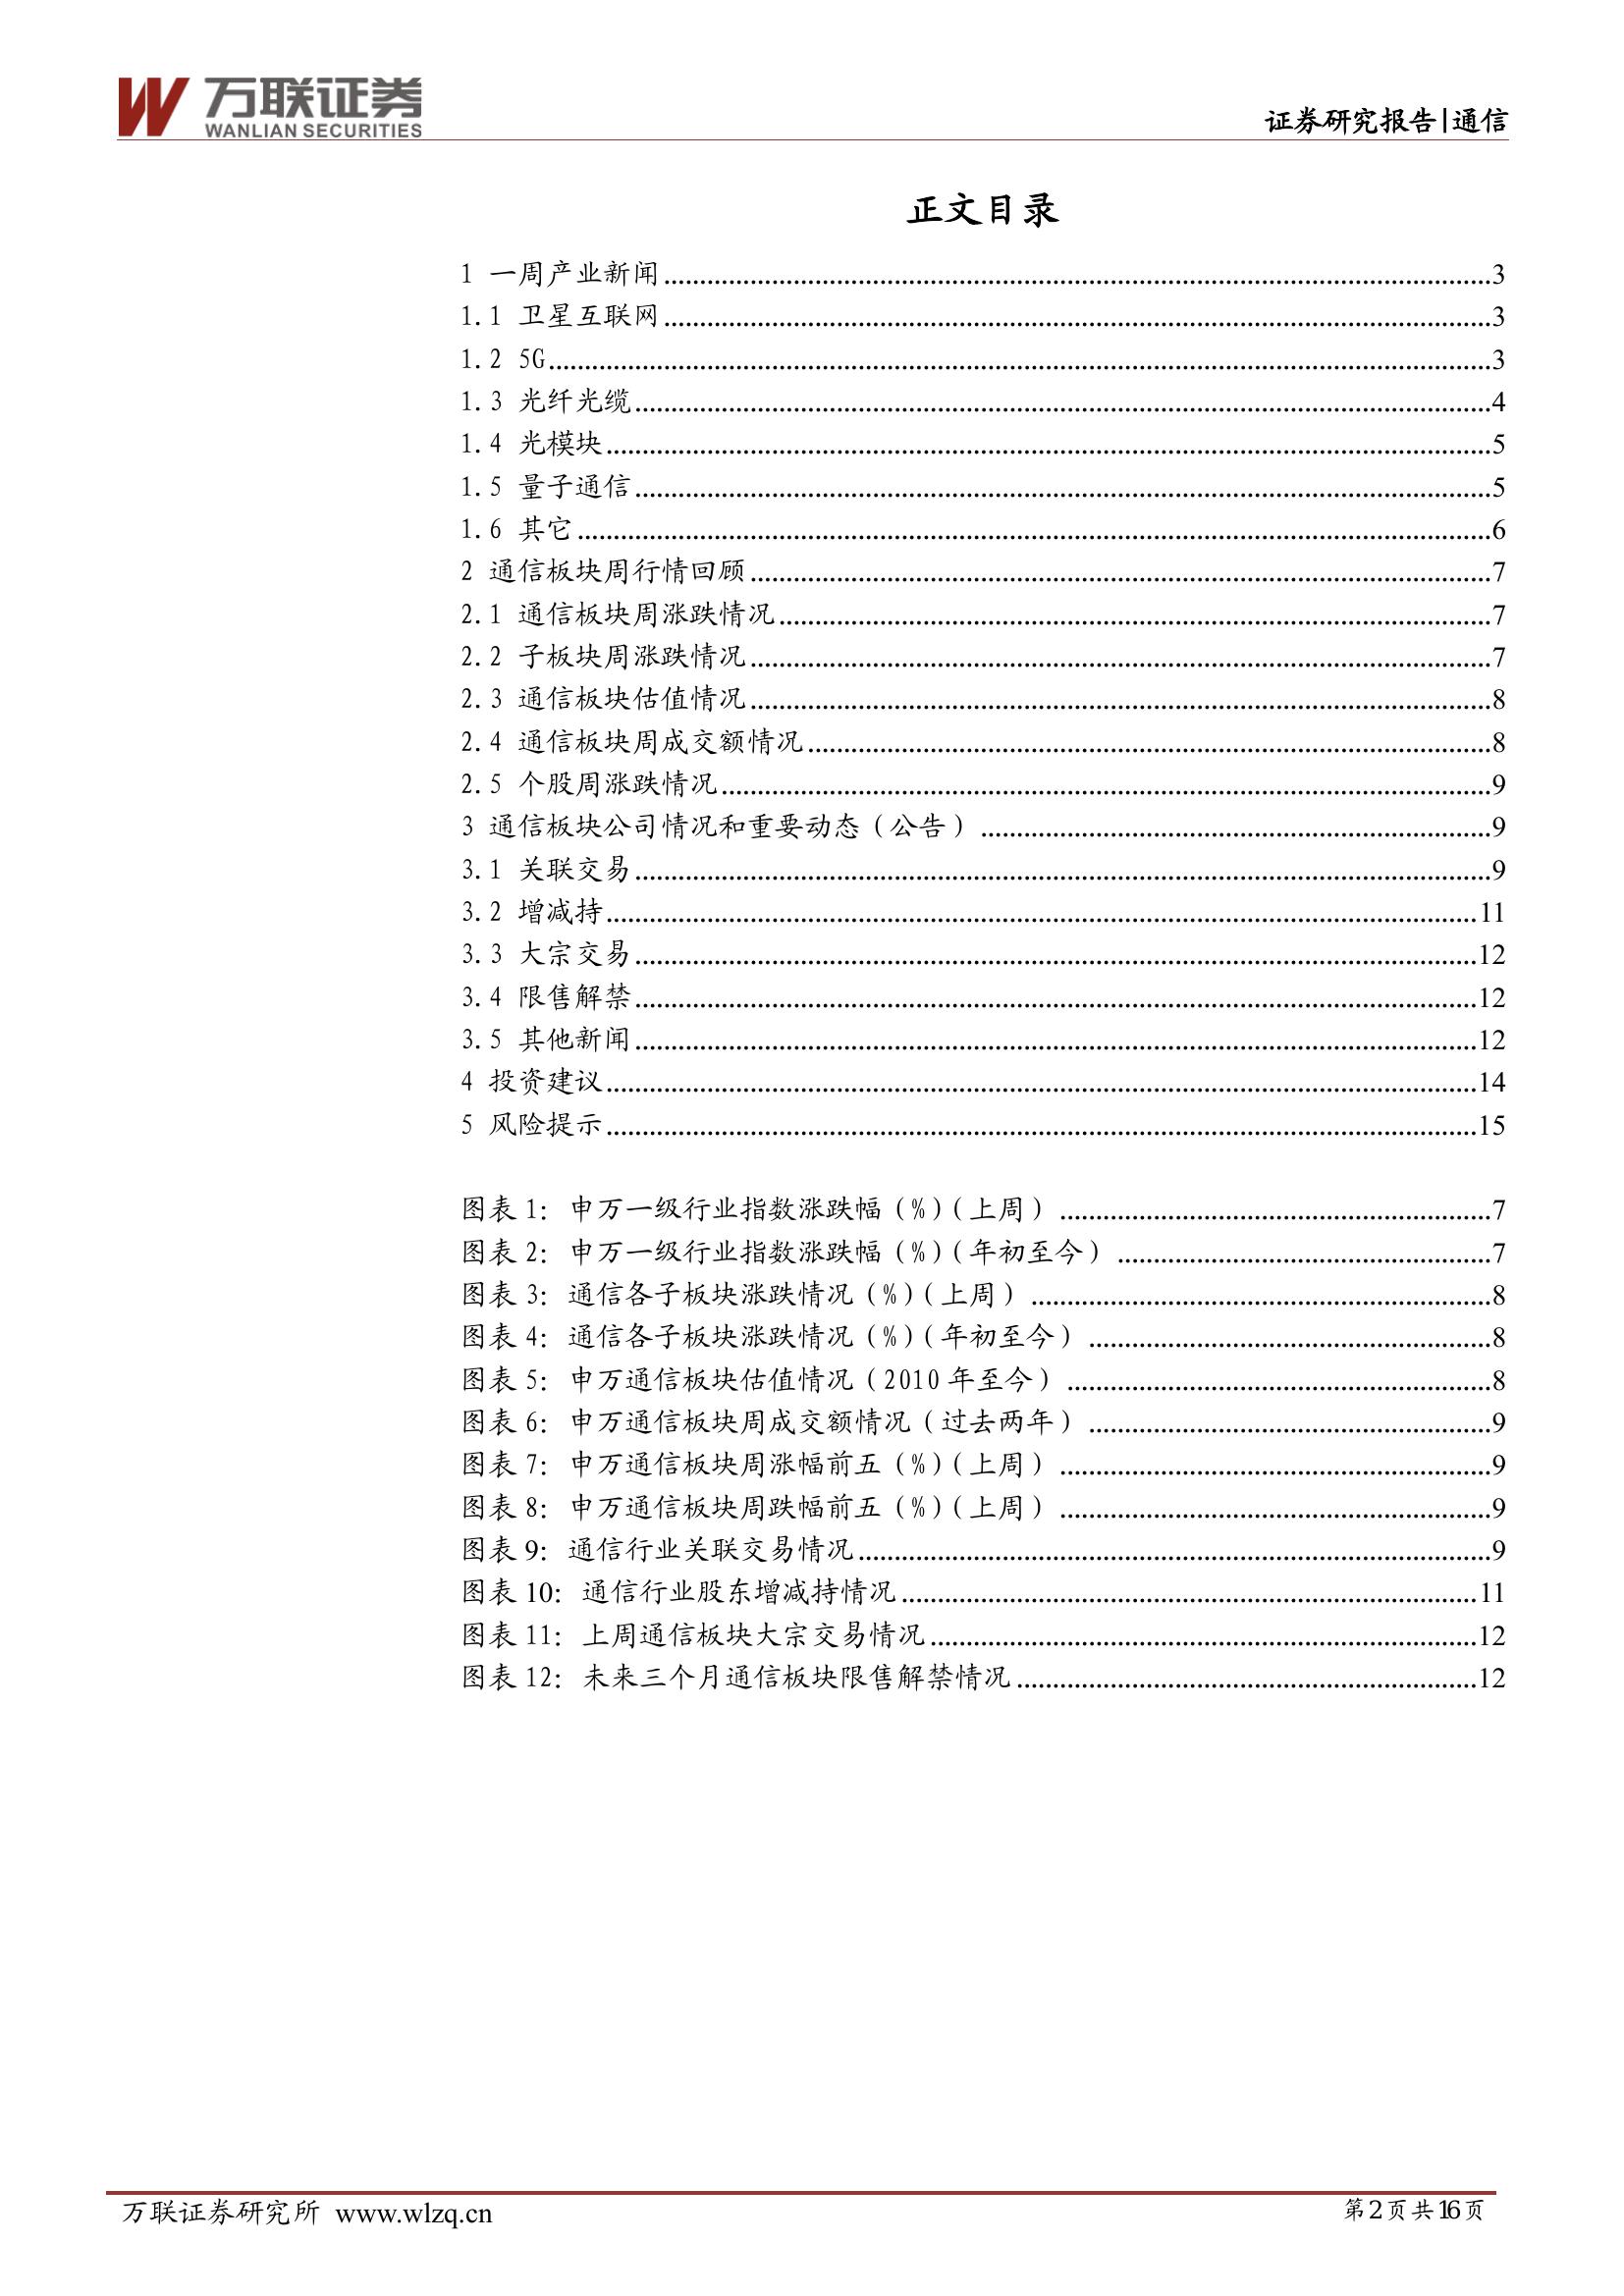 万联证券
WANLIAN SECURITIES
证券研究报告|通信
正文目录
1 一周产业新闻........3
1.1 卫星互联网........3
1.2 5G........3
1.3 光纤光缆........4
1.4 光模块........5
1.5 量子通信........5
1.6 其它........6
2 通信板块周行情回顾........7
2.1 通信板块周涨跌情况........7
2.2 子板块周涨跌情况........7
2.3 通信板块估值情况........8
2.4 通信板块周成交额情况........8
2.5 个股周涨跌情况........9
3 通信板块公司情况和重要动态（公告）........9
3.1 关联交易........9
3.2 增减持........11
3.3 大宗交易........12
3.4 限售解禁........12
3.5 其他新闻........12
4 投资建议........14
5 风险提示........15
图表 1：申万一级行业指数涨跌幅（%）（上周）........7
图表 2：申万一级行业指数涨跌幅（%）（年初至今）........7
图表 3：通信各子板块涨跌情况（%）（上周）........8
图表 4：通信各子板块涨跌情况（%）（年初至今）........8
图表 5：申万通信板块估值情况（2010 年至今）........8
图表 6：申万通信板块周成交额情况（过去两年）........9
图表 7：申万通信板块周涨幅前五（%）（上周）........9
图表 8：申万通信板块周跌幅前五（%）（上周）........9
图表 9：通信行业关联交易情况........9
图表 10：通信行业股东增减持情况........11
图表 11：上周通信板块大宗交易情况........12
图表 12：未来三个月通信板块限售解禁情况........12
万联证券研究所 www.wlzq.cn
第 2 页 共 16 页